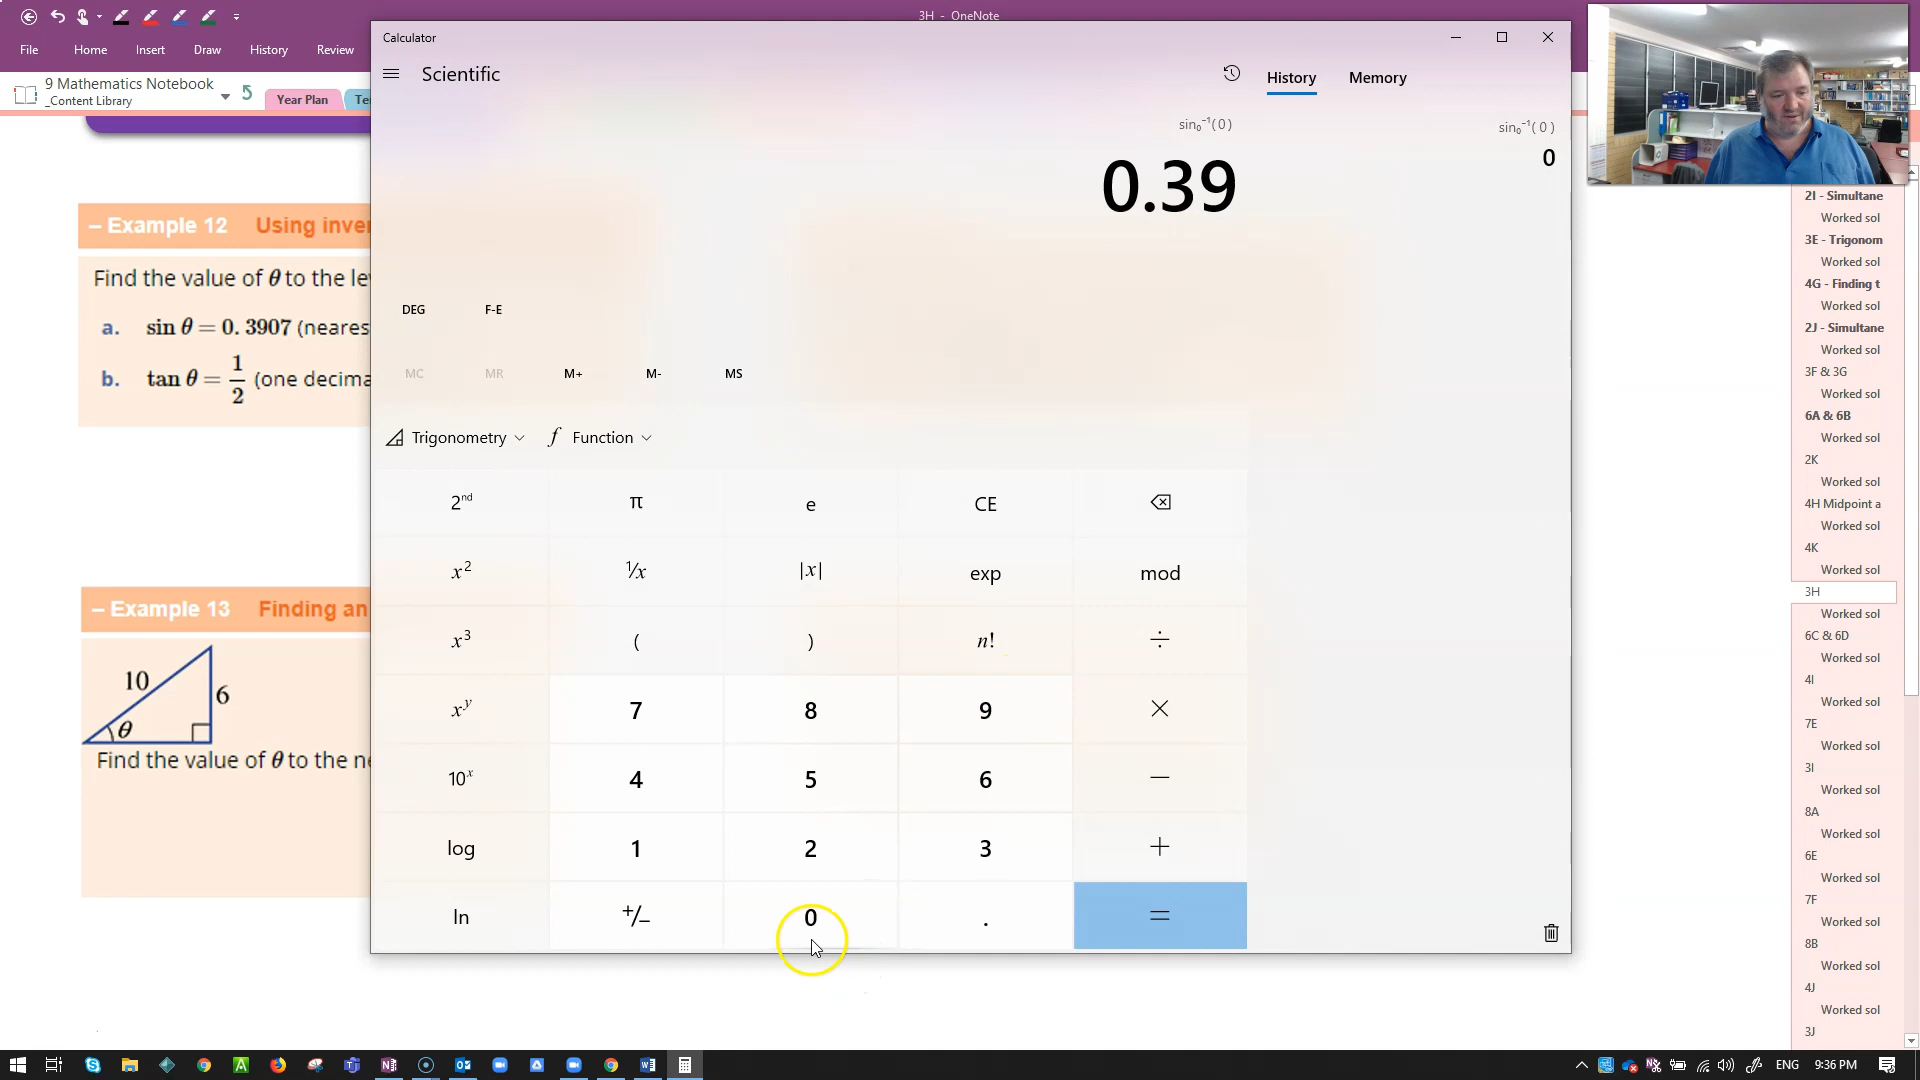 3H - OneNote
File Home Insert Draw History Review
9 Mathematics Notebook
_Content Library
Year Plan Te
Calculator
Scientific
History Memory
sin₀⁻¹( 0 )
0.39
sin₀⁻¹( 0 )
0
DEG F-E
MC MR M+ M- MS
Trigonometry f Function
2ⁿᵈ π e CE
x² ¹/x |x| exp mod
x³ ( ) n! ÷
xʸ 7 8 9 ×
10ˣ 4 5 6 −
log 1 2 3 +
ln +/− 0 . =
– Example 12 Using inver
Find the value of θ to the le
a. sin θ = 0. 3907 (neares
b. tan θ = 1/2 (one decima
– Example 13 Finding an
10
6
θ
Find the value of θ to the ne
2I - Simultane
Worked sol
3E - Trigonom
Worked sol
4G - Finding t
Worked sol
2J - Simultane
Worked sol
3F & 3G
Worked sol
6A & 6B
Worked sol
2K
Worked sol
4H Midpoint a
Worked sol
4K
Worked sol
3H
Worked sol
6C & 6D
Worked sol
4I
Worked sol
7E
Worked sol
3I
Worked sol
8A
Worked sol
6E
Worked sol
7F
Worked sol
8B
Worked sol
4J
Worked sol
3J
ENG 9:36 PM